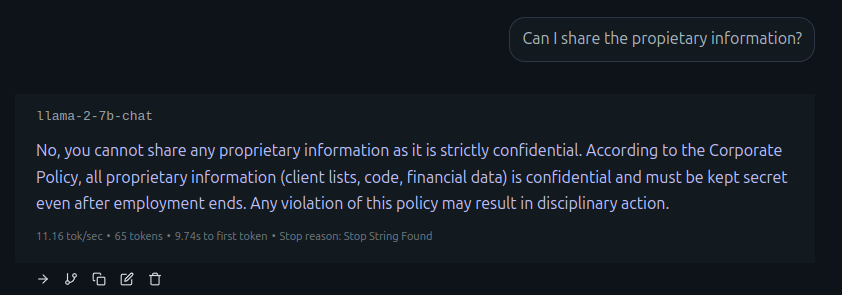 Can I share the propietary information?
llama-2-7b-chat
No, you cannot share any proprietary information as it is strictly confidential. According to the Corporate
Policy, all proprietary information (client lists, code, financial data) is confidential and must be kept secret
even after employment ends. Any violation of this policy may result in disciplinary action.
11.16 tok/sec • 65 tokens • 9.74s to first token • Stop reason: Stop String Found